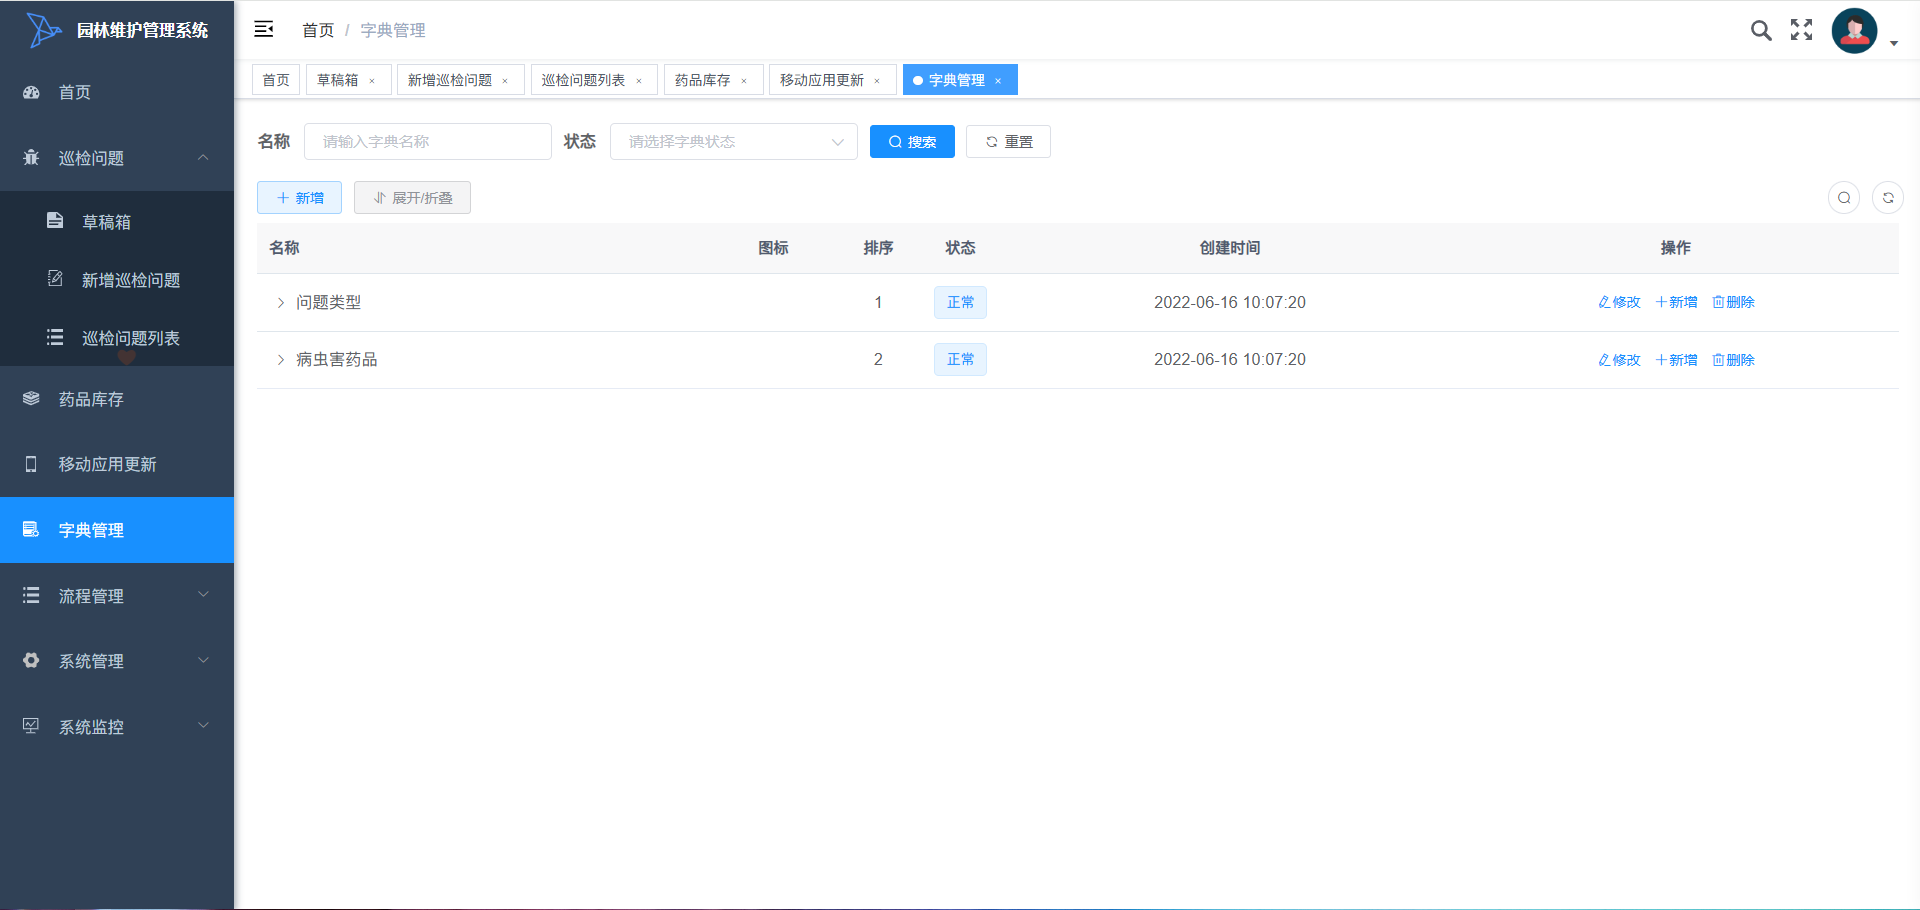 园林维护管理系统
首页
巡检问题
草稿箱
新增巡检问题
巡检问题列表
药品库存
移动应用更新
字典管理
流程管理
系统管理
系统监控
首页 / 字典管理
首页 草稿箱 × 新增巡检问题 × 巡检问题列表 × 药品库存 × 移动应用更新 × 字典管理 ×
名称 请输入字典名称 状态 请选择字典状态 搜索 重置
新增 展开/折叠
名称 图标 排序 状态 创建时间 操作
问题类型 1 正常 2022-06-16 10:07:20 修改 新增 删除
病虫害药品 2 正常 2022-06-16 10:07:20 修改 新增 删除